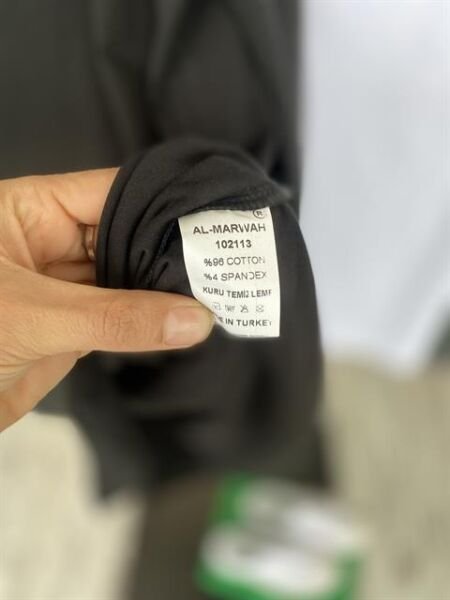 ®
AL-MARWAH
102113
%96 COTTON
%4 SPANDEX
KURU TEMİZ LEME
IN TURKEY